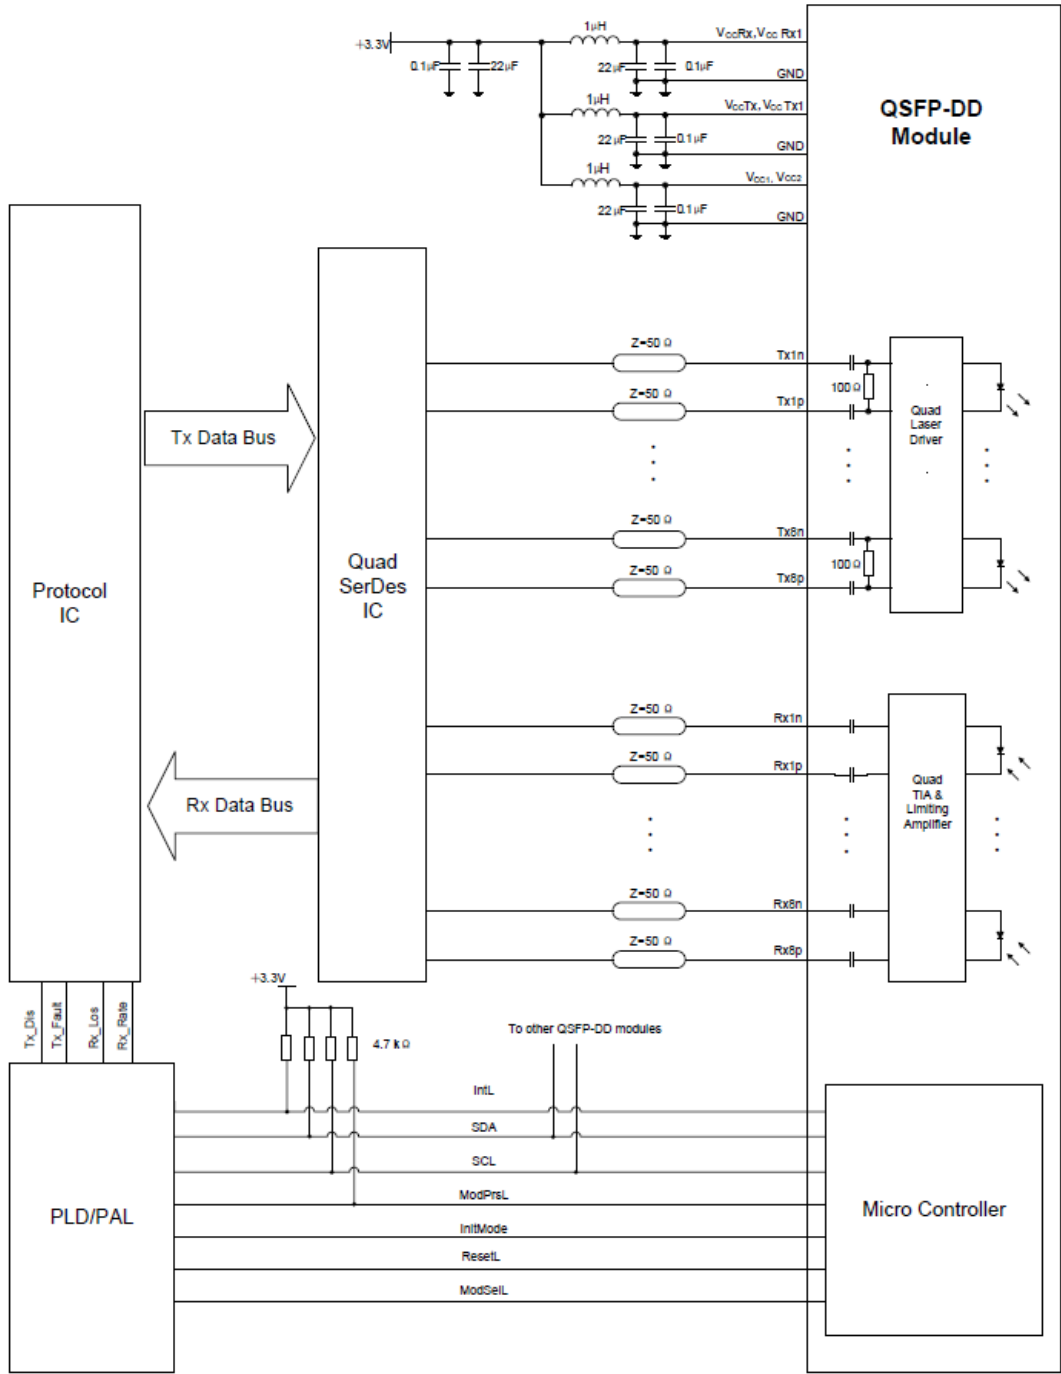 1μH
+3.3V
VccRx, Vcc Rx1
0.1μF
22μF
22μF
0.1μF
GND
1μH
VccTx, Vcc Tx1
22μF
0.1μF
GND
1μH
Vcc1, Vcc2
22μF
0.1μF
GND
QSFP-DD
Module
Z=50 Ω
Tx1n
100Ω
Z=50 Ω
Tx1p
Quad
Laser
Driver
Tx Data Bus
Z=50 Ω
Tx8n
100Ω
Z=50 Ω
Tx8p
Protocol
IC
Quad
SerDes
IC
Z=50 Ω
Rx1n
Z=50 Ω
Rx1p
Quad
TIA &
Limiting
Amplifier
Rx Data Bus
Z=50 Ω
Rx8n
Z=50 Ω
Rx8p
+3.3V
Tx_Dis
Tx_Fault
Rx_Los
Rx_Rate
4.7 kΩ
To other QSFP-DD modules
IntL
SDA
SCL
ModPrsL
InitMode
ResetL
ModSelL
PLD/PAL
Micro Controller